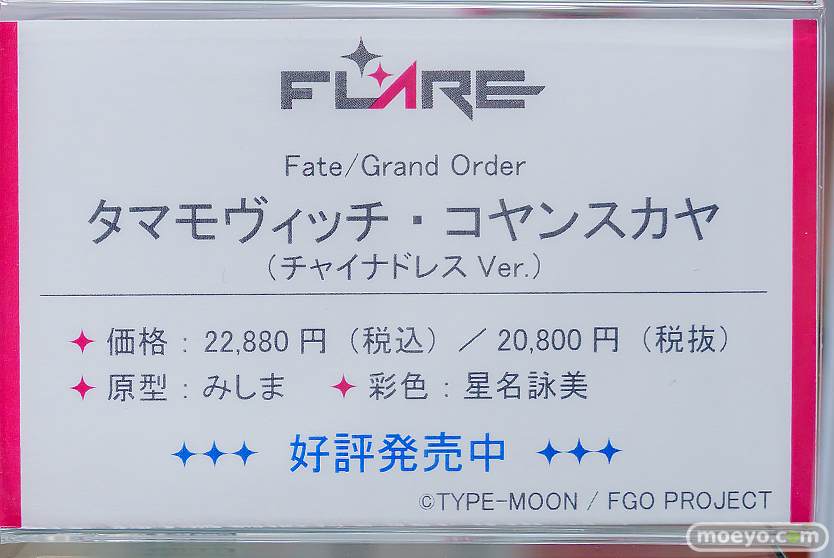 FLARE
Fate/Grand Order
タマモヴィッチ・コヤンスカヤ
（チャイナドレス Ver.）
価格：22,880 円（税込）／ 20,800 円（税抜）
原型：みしま 彩色：星名詠美
好評発売中
©TYPE-MOON / FGO PROJECT
moeyo.com